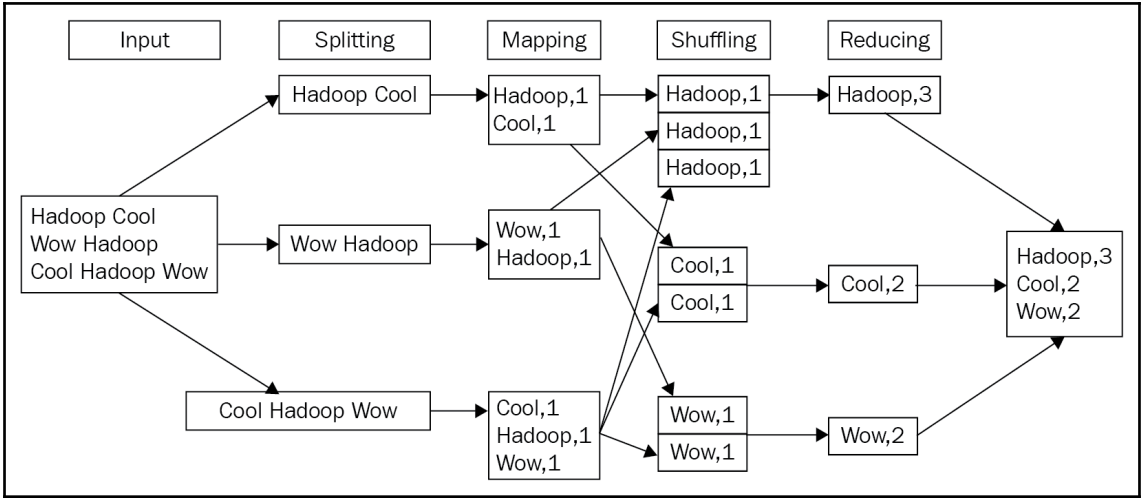 Input
Splitting
Mapping
Shuffling
Reducing
Hadoop Cool
Wow Hadoop
Cool Hadoop Wow
Hadoop Cool
Wow Hadoop
Cool Hadoop Wow
Hadoop,1
Cool,1
Wow,1
Hadoop,1
Cool,1
Hadoop,1
Wow,1
Hadoop,1
Hadoop,1
Hadoop,1
Cool,1
Cool,1
Wow,1
Wow,1
Hadoop,3
Cool,2
Wow,2
Hadoop,3
Cool,2
Wow,2